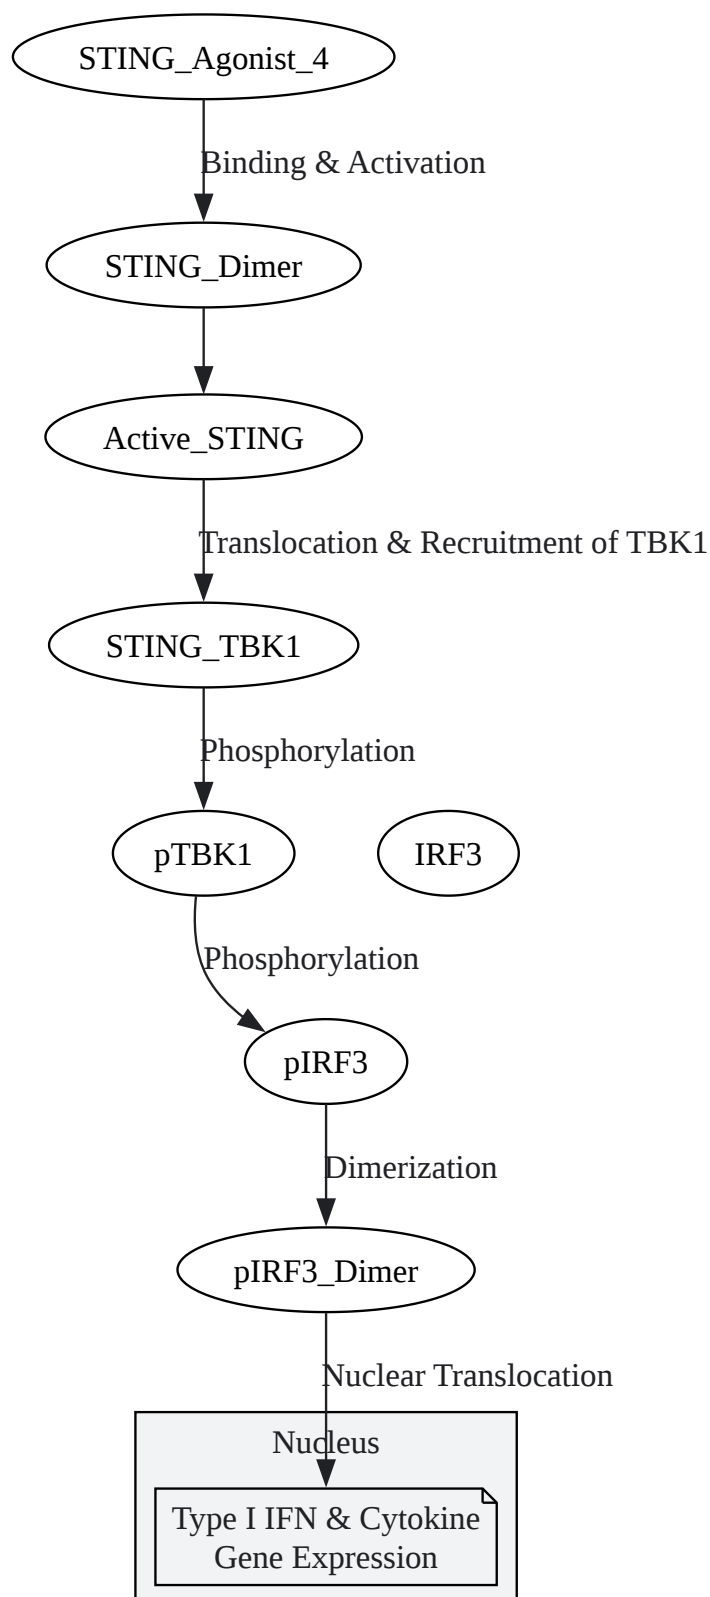 STING_Agonist_4
Binding & Activation
STING_Dimer
Active_STING
Translocation & Recruitment of TBK1
STING_TBK1
Phosphorylation
pTBK1
IRF3
Phosphorylation
pIRF3
Dimerization
pIRF3_Dimer
Nuclear Translocation
Nucleus
Type I IFN & Cytokine
Gene Expression